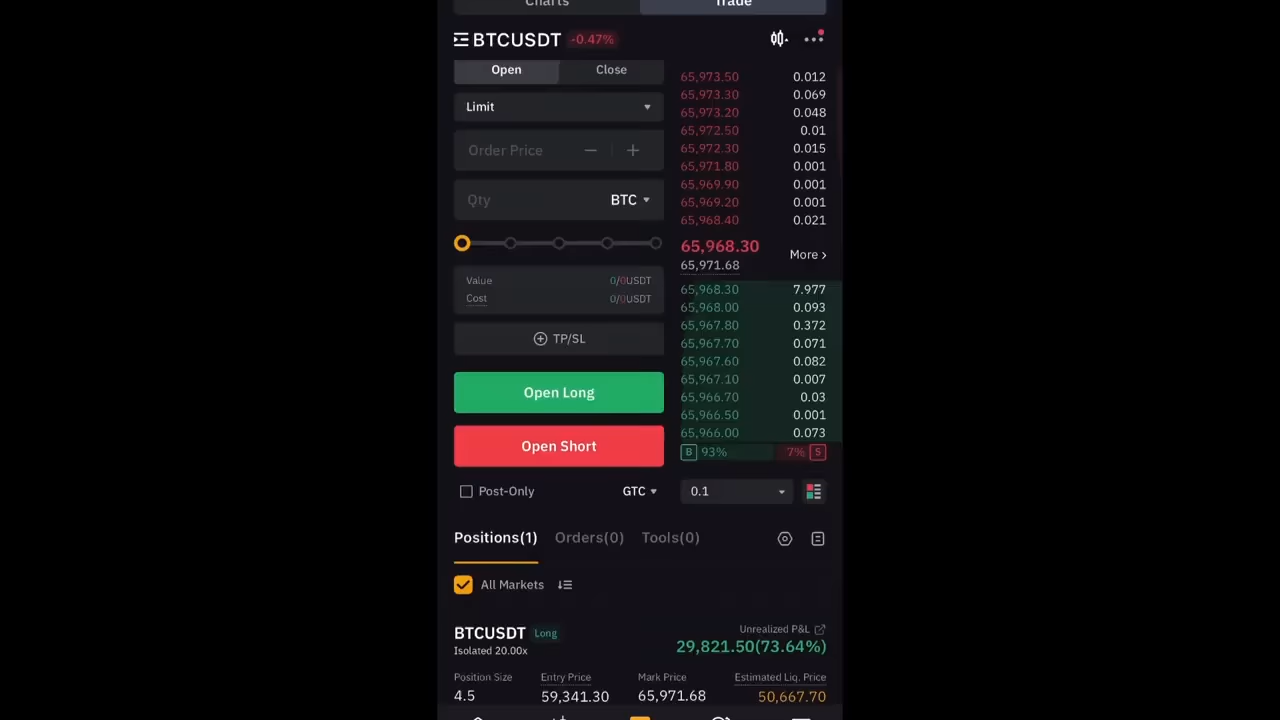 Charts Trade
BTCUSDT -0.47%
Open Close
Limit
Order Price
Qty BTC
Value 0/0USDT
Cost 0/0USDT
TP/SL
Open Long
Open Short
Post-Only GTC
65,973.50 0.012
65,973.30 0.069
65,973.20 0.048
65,972.50 0.01
65,972.30 0.015
65,971.80 0.001
65,969.90 0.001
65,969.20 0.001
65,968.40 0.021
65,968.30
65,971.68
More
65,968.30 7.977
65,968.00 0.093
65,967.80 0.372
65,967.70 0.071
65,967.60 0.082
65,967.10 0.007
65,966.70 0.03
65,966.50 0.001
65,966.00 0.073
B 93% 7% S
0.1
Positions(1) Orders(0) Tools(0)
All Markets
BTCUSDT Long
Isolated 20.00x
Unrealized P&L
29,821.50(73.64%)
Position Size Entry Price Mark Price Estimated Liq. Price
4.5 59,341.30 65,971.68 50,667.70